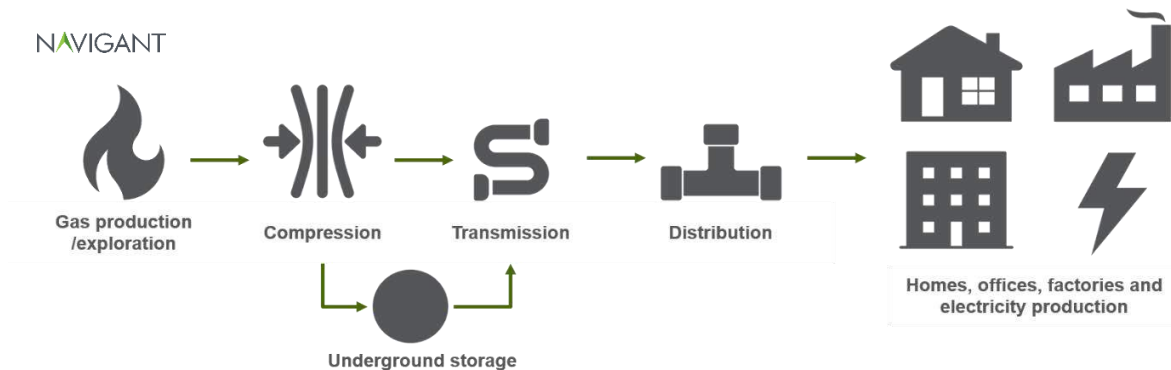 NAVIGANT
Gas production
/exploration
Compression
Transmission
Distribution
Homes, offices, factories and
electricity production
Underground storage